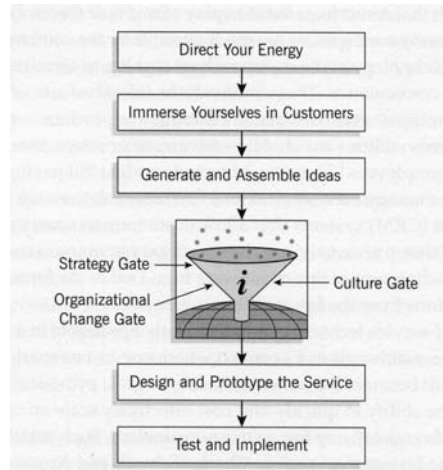 Direct Your Energy
Immerse Yourselves in Customers
Generate and Assemble Ideas
Strategy Gate
i
Culture Gate
Organizational
Change Gate
Design and Prototype the Service
Test and Implement